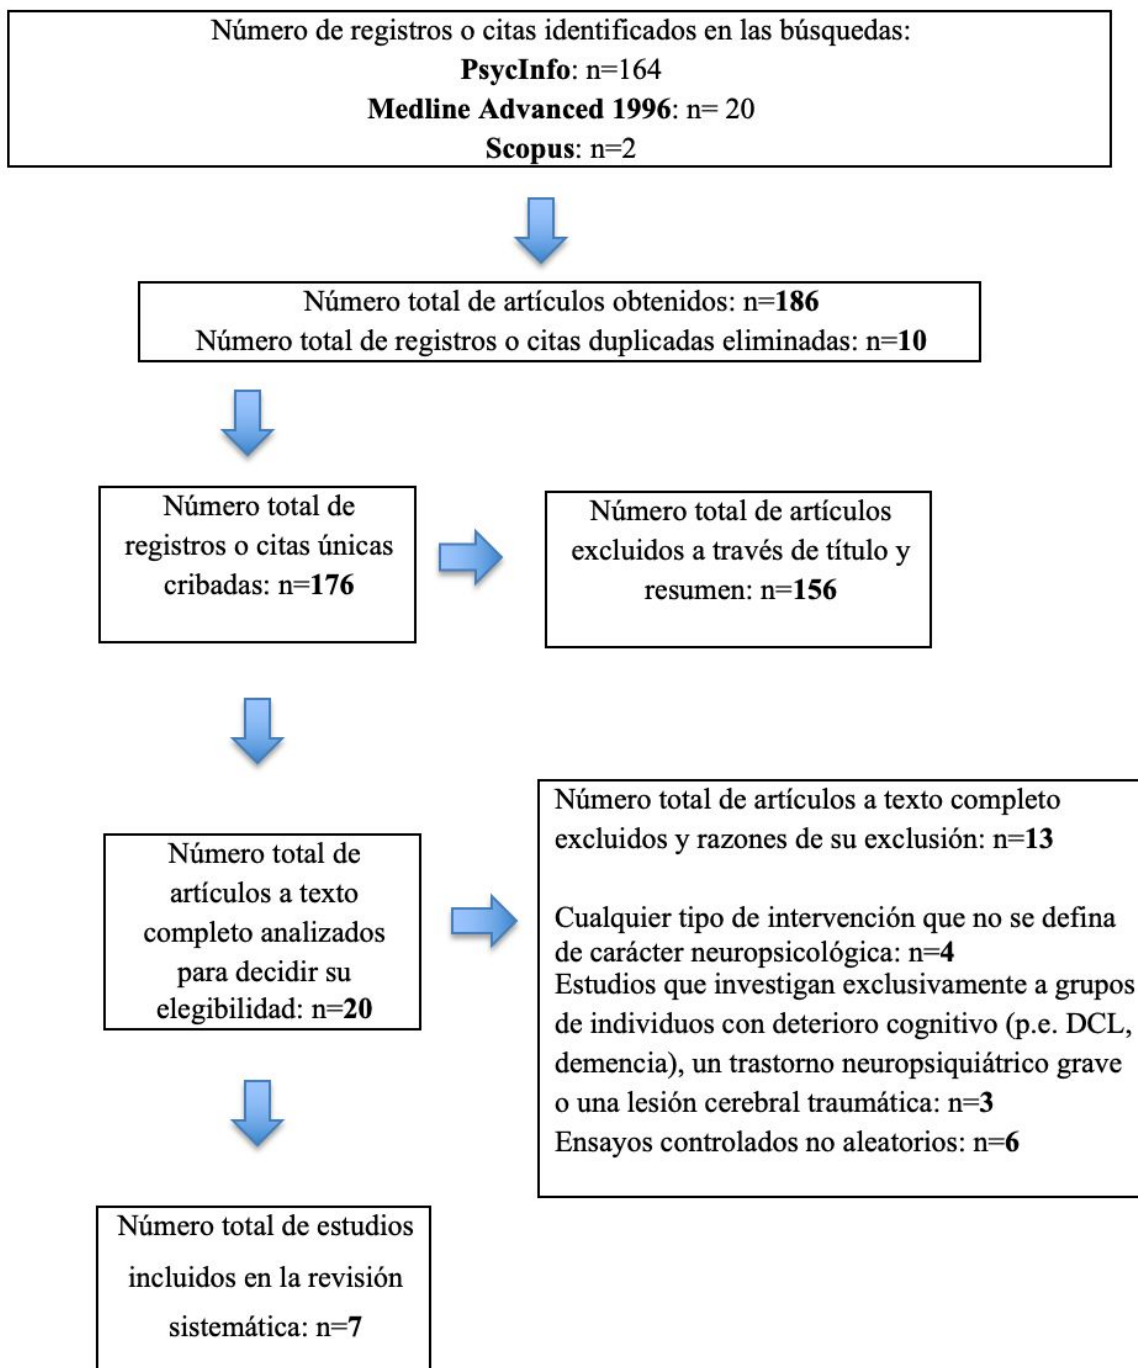 Número de registros o citas identificados en las búsquedas:
PsycInfo: n=164
Medline Advanced 1996: n= 20
Scopus: n=2
Número total de artículos obtenidos: n=186
Número total de registros o citas duplicadas eliminadas: n=10
Número total de
registros o citas únicas
cribadas: n=176
Número total de artículos
excluidos a través de título y
resumen: n=156
Número total de
artículos a texto
completo analizados
para decidir su
elegibilidad: n=20
Número total de artículos a texto completo
excluidos y razones de su exclusión: n=13
Cualquier tipo de intervención que no se defina
de carácter neuropsicológica: n=4
Estudios que investigan exclusivamente a grupos
de individuos con deterioro cognitivo (p.e. DCL,
demencia), un trastorno neuropsiquiátrico grave
o una lesión cerebral traumática: n=3
Ensayos controlados no aleatorios: n=6
Número total de estudios
incluidos en la revisión
sistemática: n=7